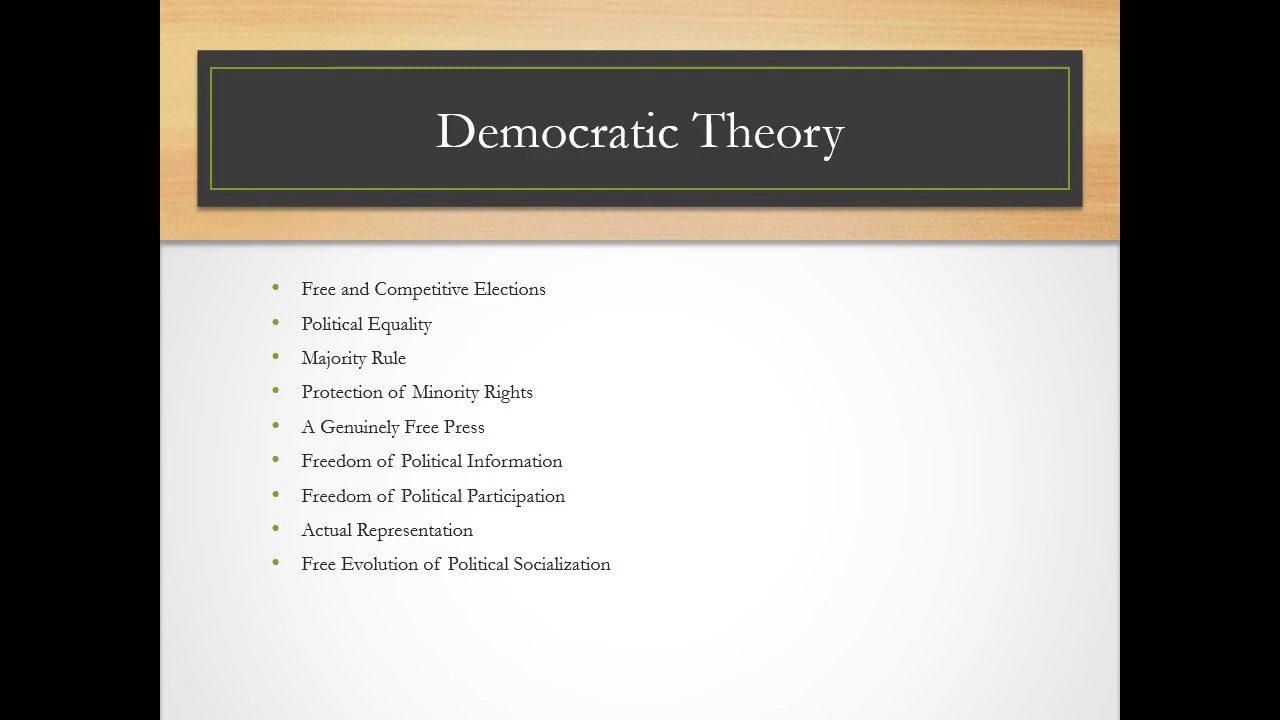 Democratic Theory
• Free and Competitive Elections
• Political Equality
• Majority Rule
• Protection of Minority Rights
• A Genuinely Free Press
• Freedom of Political Information
• Freedom of Political Participation
• Actual Representation
• Free Evolution of Political Socialization